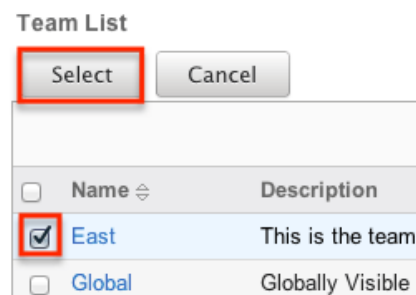 Team List
Select Cancel
Name Description
East This is the team
Global Globally Visible